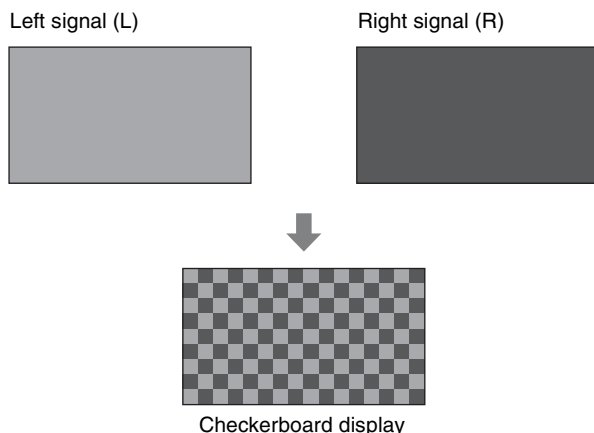 Left signal (L)
Right signal (R)
Checkerboard display